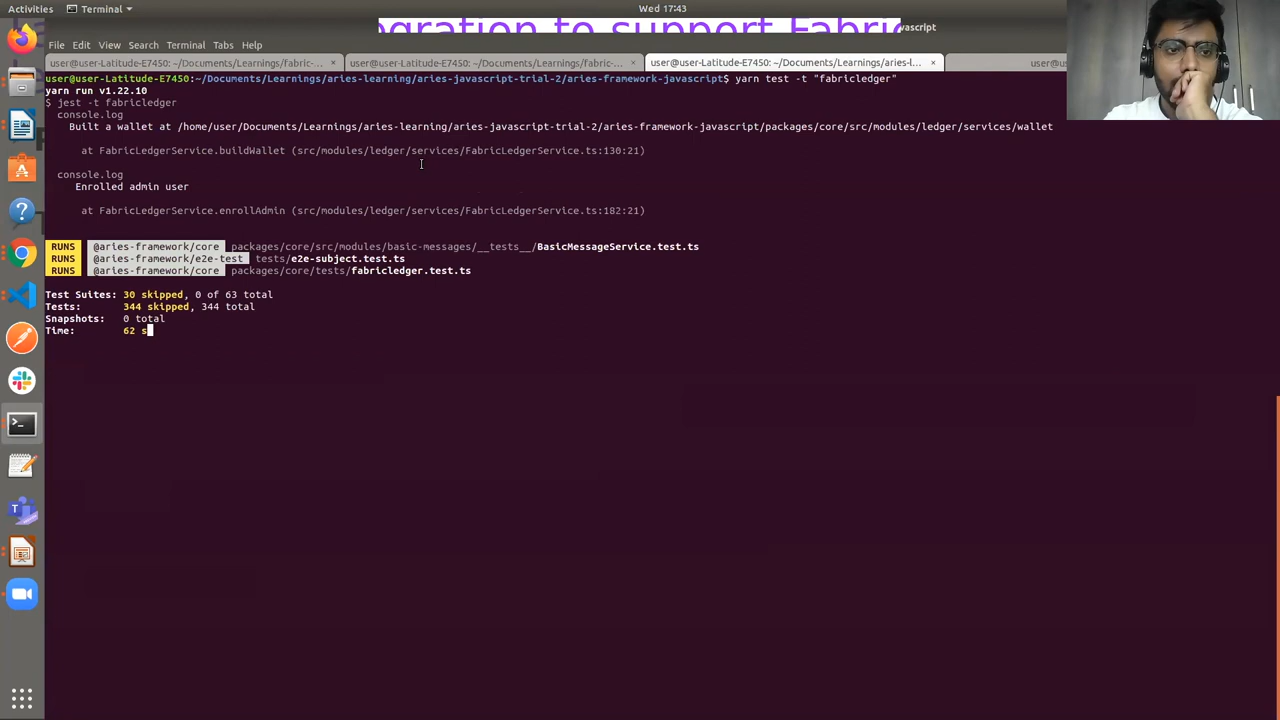 Activities Terminal Wed 17:43
egration to support Fabric
avascript
File Edit View Search Terminal Tabs Help
user@user-Latitude-E7450: ~/Documents/Learnings/fabric-... × user@user-Latitude-E7450: ~/Documents/Learnings/fabric-... × user@user-Latitude-E7450: ~/Documents/Learnings/aries-l... × user@us
user@user-Latitude-E7450:~/Documents/Learnings/aries-learning/aries-javascript-trial-2/aries-framework-javascript$ yarn test -t "fabricledger"
yarn run v1.22.10
$ jest -t fabricledger
console.log
Built a wallet at /home/user/Documents/Learnings/aries-learning/aries-javascript-trial-2/aries-framework-javascript/packages/core/src/modules/ledger/services/wallet
at FabricLedgerService.buildWallet (src/modules/ledger/services/FabricLedgerService.ts:130:21)
console.log
Enrolled admin user
at FabricLedgerService.enrollAdmin (src/modules/ledger/services/FabricLedgerService.ts:182:21)
RUNS @aries-framework/core packages/core/src/modules/basic-messages/__tests__/BasicMessageService.test.ts
RUNS @aries-framework/e2e-test tests/e2e-subject.test.ts
RUNS @aries-framework/core packages/core/tests/fabricledger.test.ts
Test Suites: 30 skipped, 0 of 63 total
Tests: 344 skipped, 344 total
Snapshots: 0 total
Time: 62 s